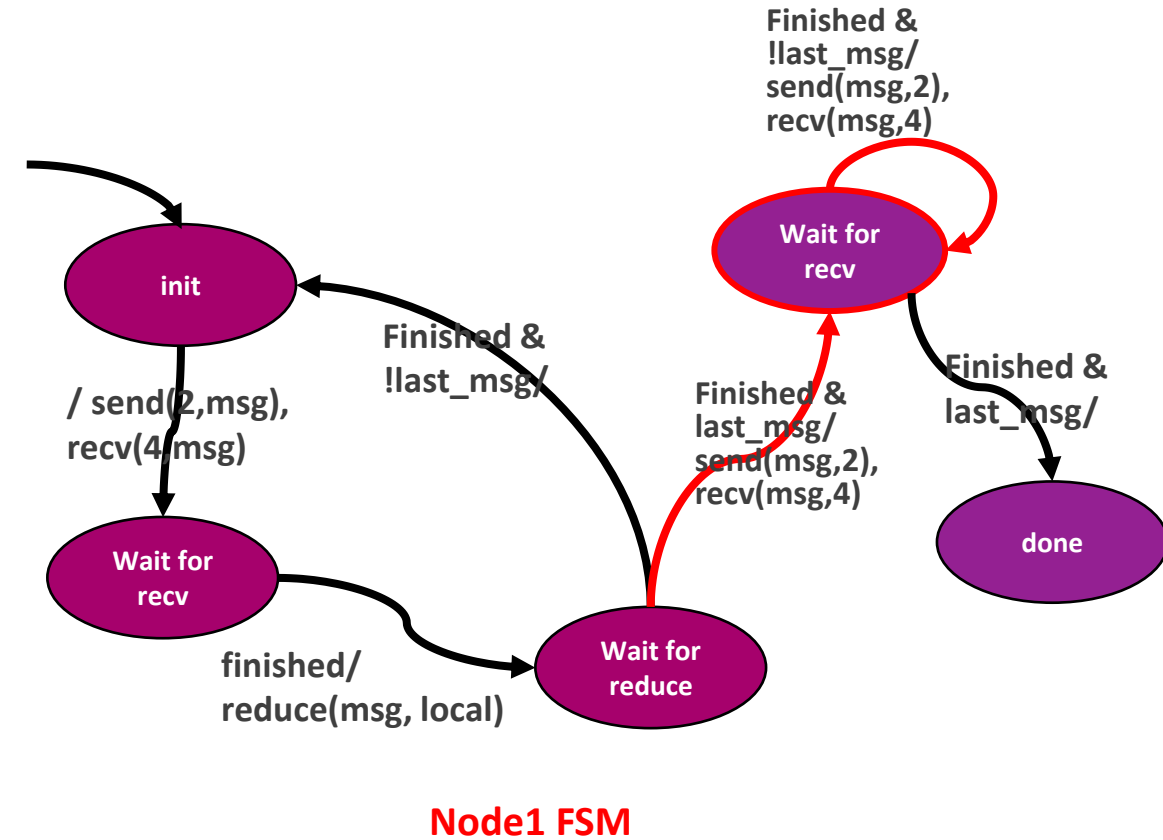 Finished &
!last_msg/
send(msg,2),
recv(msg,4)
Wait for
recv
init
Finished &
!last_msg/
Finished &
last_msg/
send(msg,2),
recv(msg,4)
Finished &
last_msg/
/ send(2,msg),
recv(4,msg)
Wait for
recv
done
finished/
reduce(msg, local)
Wait for
reduce
Node1 FSM